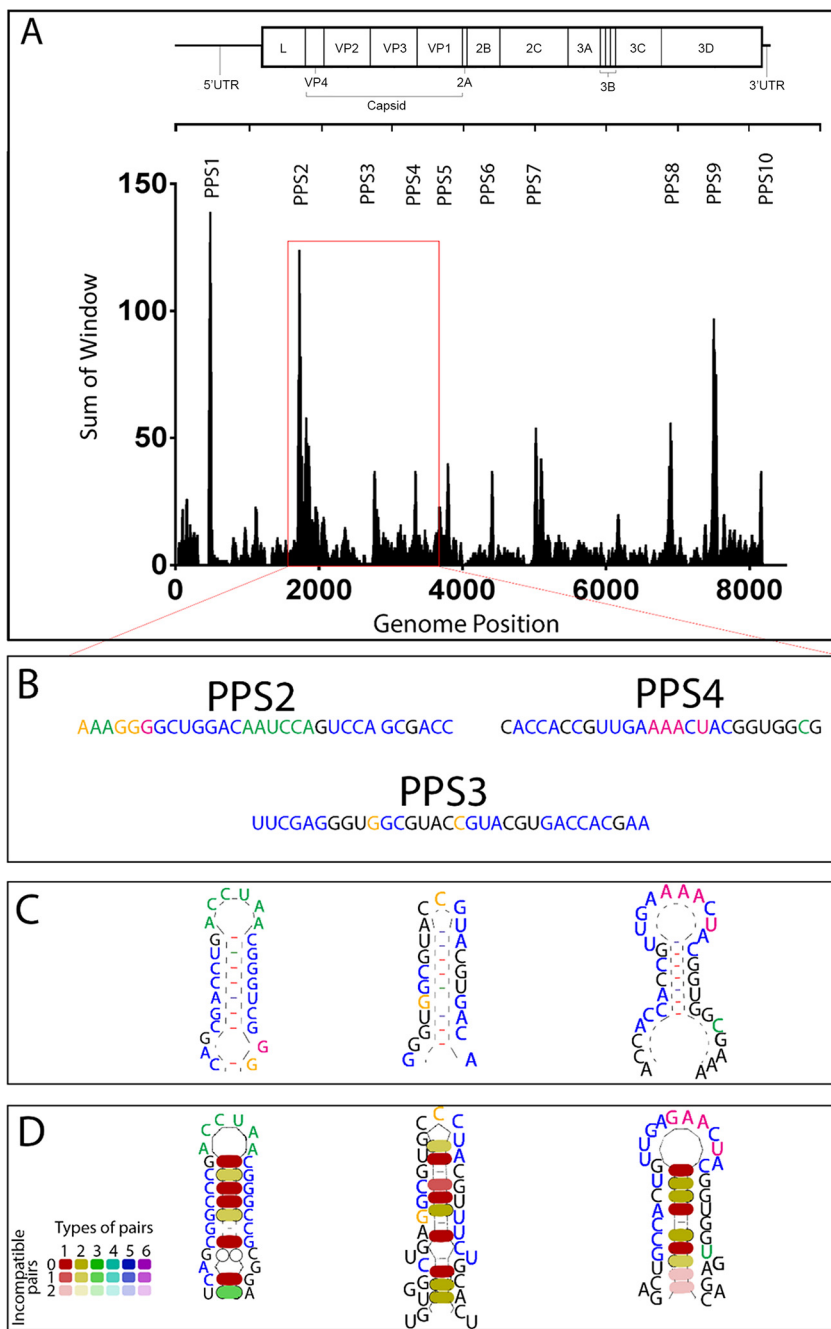 A
L VP2 VP3 VP1 2B 2C 3A 3C 3D
5'UTR VP4 2A 3B 3'UTR
Capsid
PPS1 PPS2 PPS3 PPS4 PPS5 PPS6 PPS7 PPS8 PPS9 PPS10
Sum of Window
150
100
50
0
0 2000 4000 6000 8000
Genome Position
B
PPS2 PPS4
AAAGGGGCUGGACAAUCCAGUCCA GCGACC CACCACCGUUGAAAACUACGGUGGCG
PPS3
UUCGAGGGUGGCGUACCGUACGUGACCACGAA
C
D
Types of pairs
1 2 3 4 5 6
Incompatible pairs
0
1
2